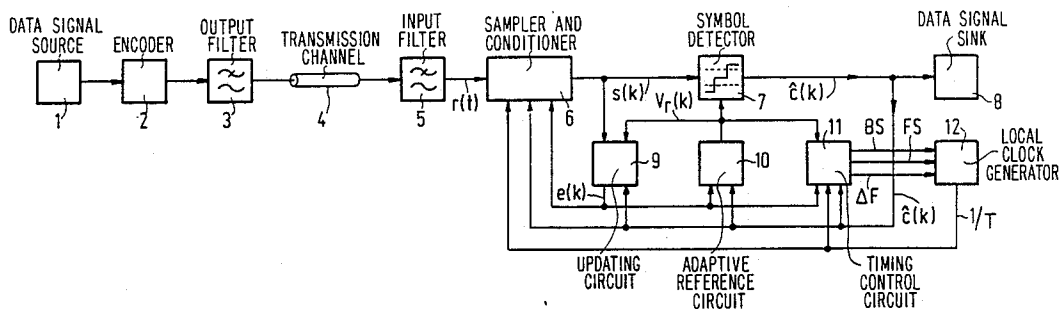 DATA SIGNAL
SOURCE
1
ENCODER
2
OUTPUT
FILTER
3
TRANSMISSION
CHANNEL
4
INPUT
FILTER
5
r(t)
SAMPLER AND
CONDITIONER
6
s(k)
SYMBOL
DETECTOR
7
ĉ(k)
DATA SIGNAL
SINK
8
Vr(k)
9
10
11
BS
FS
ΔF
12
LOCAL
CLOCK
GENERATOR
e(k)
ĉ(k)
1/T
UPDATING
CIRCUIT
ADAPTIVE
REFERENCE
CIRCUIT
TIMING
CONTROL
CIRCUIT